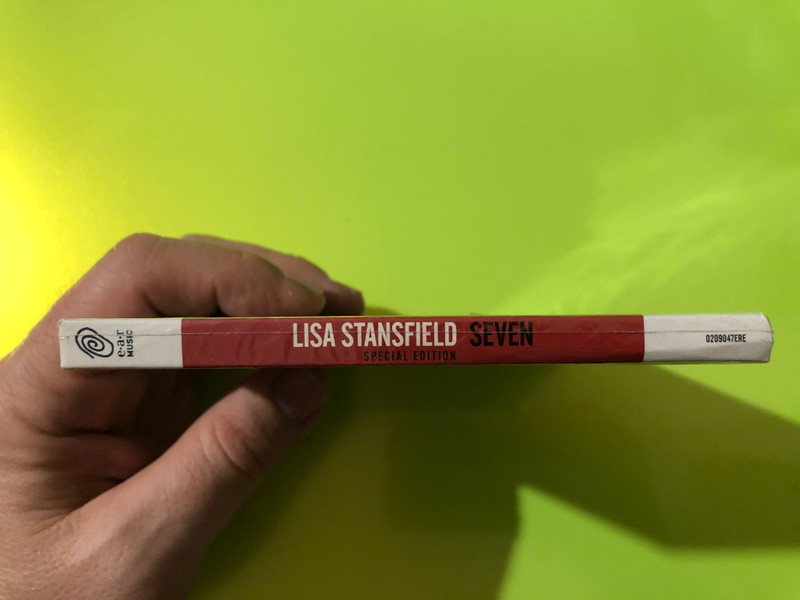 e·a·r
MUSIC
LISA STANSFIELD SEVEN
SPECIAL EDITION
0209047ERE